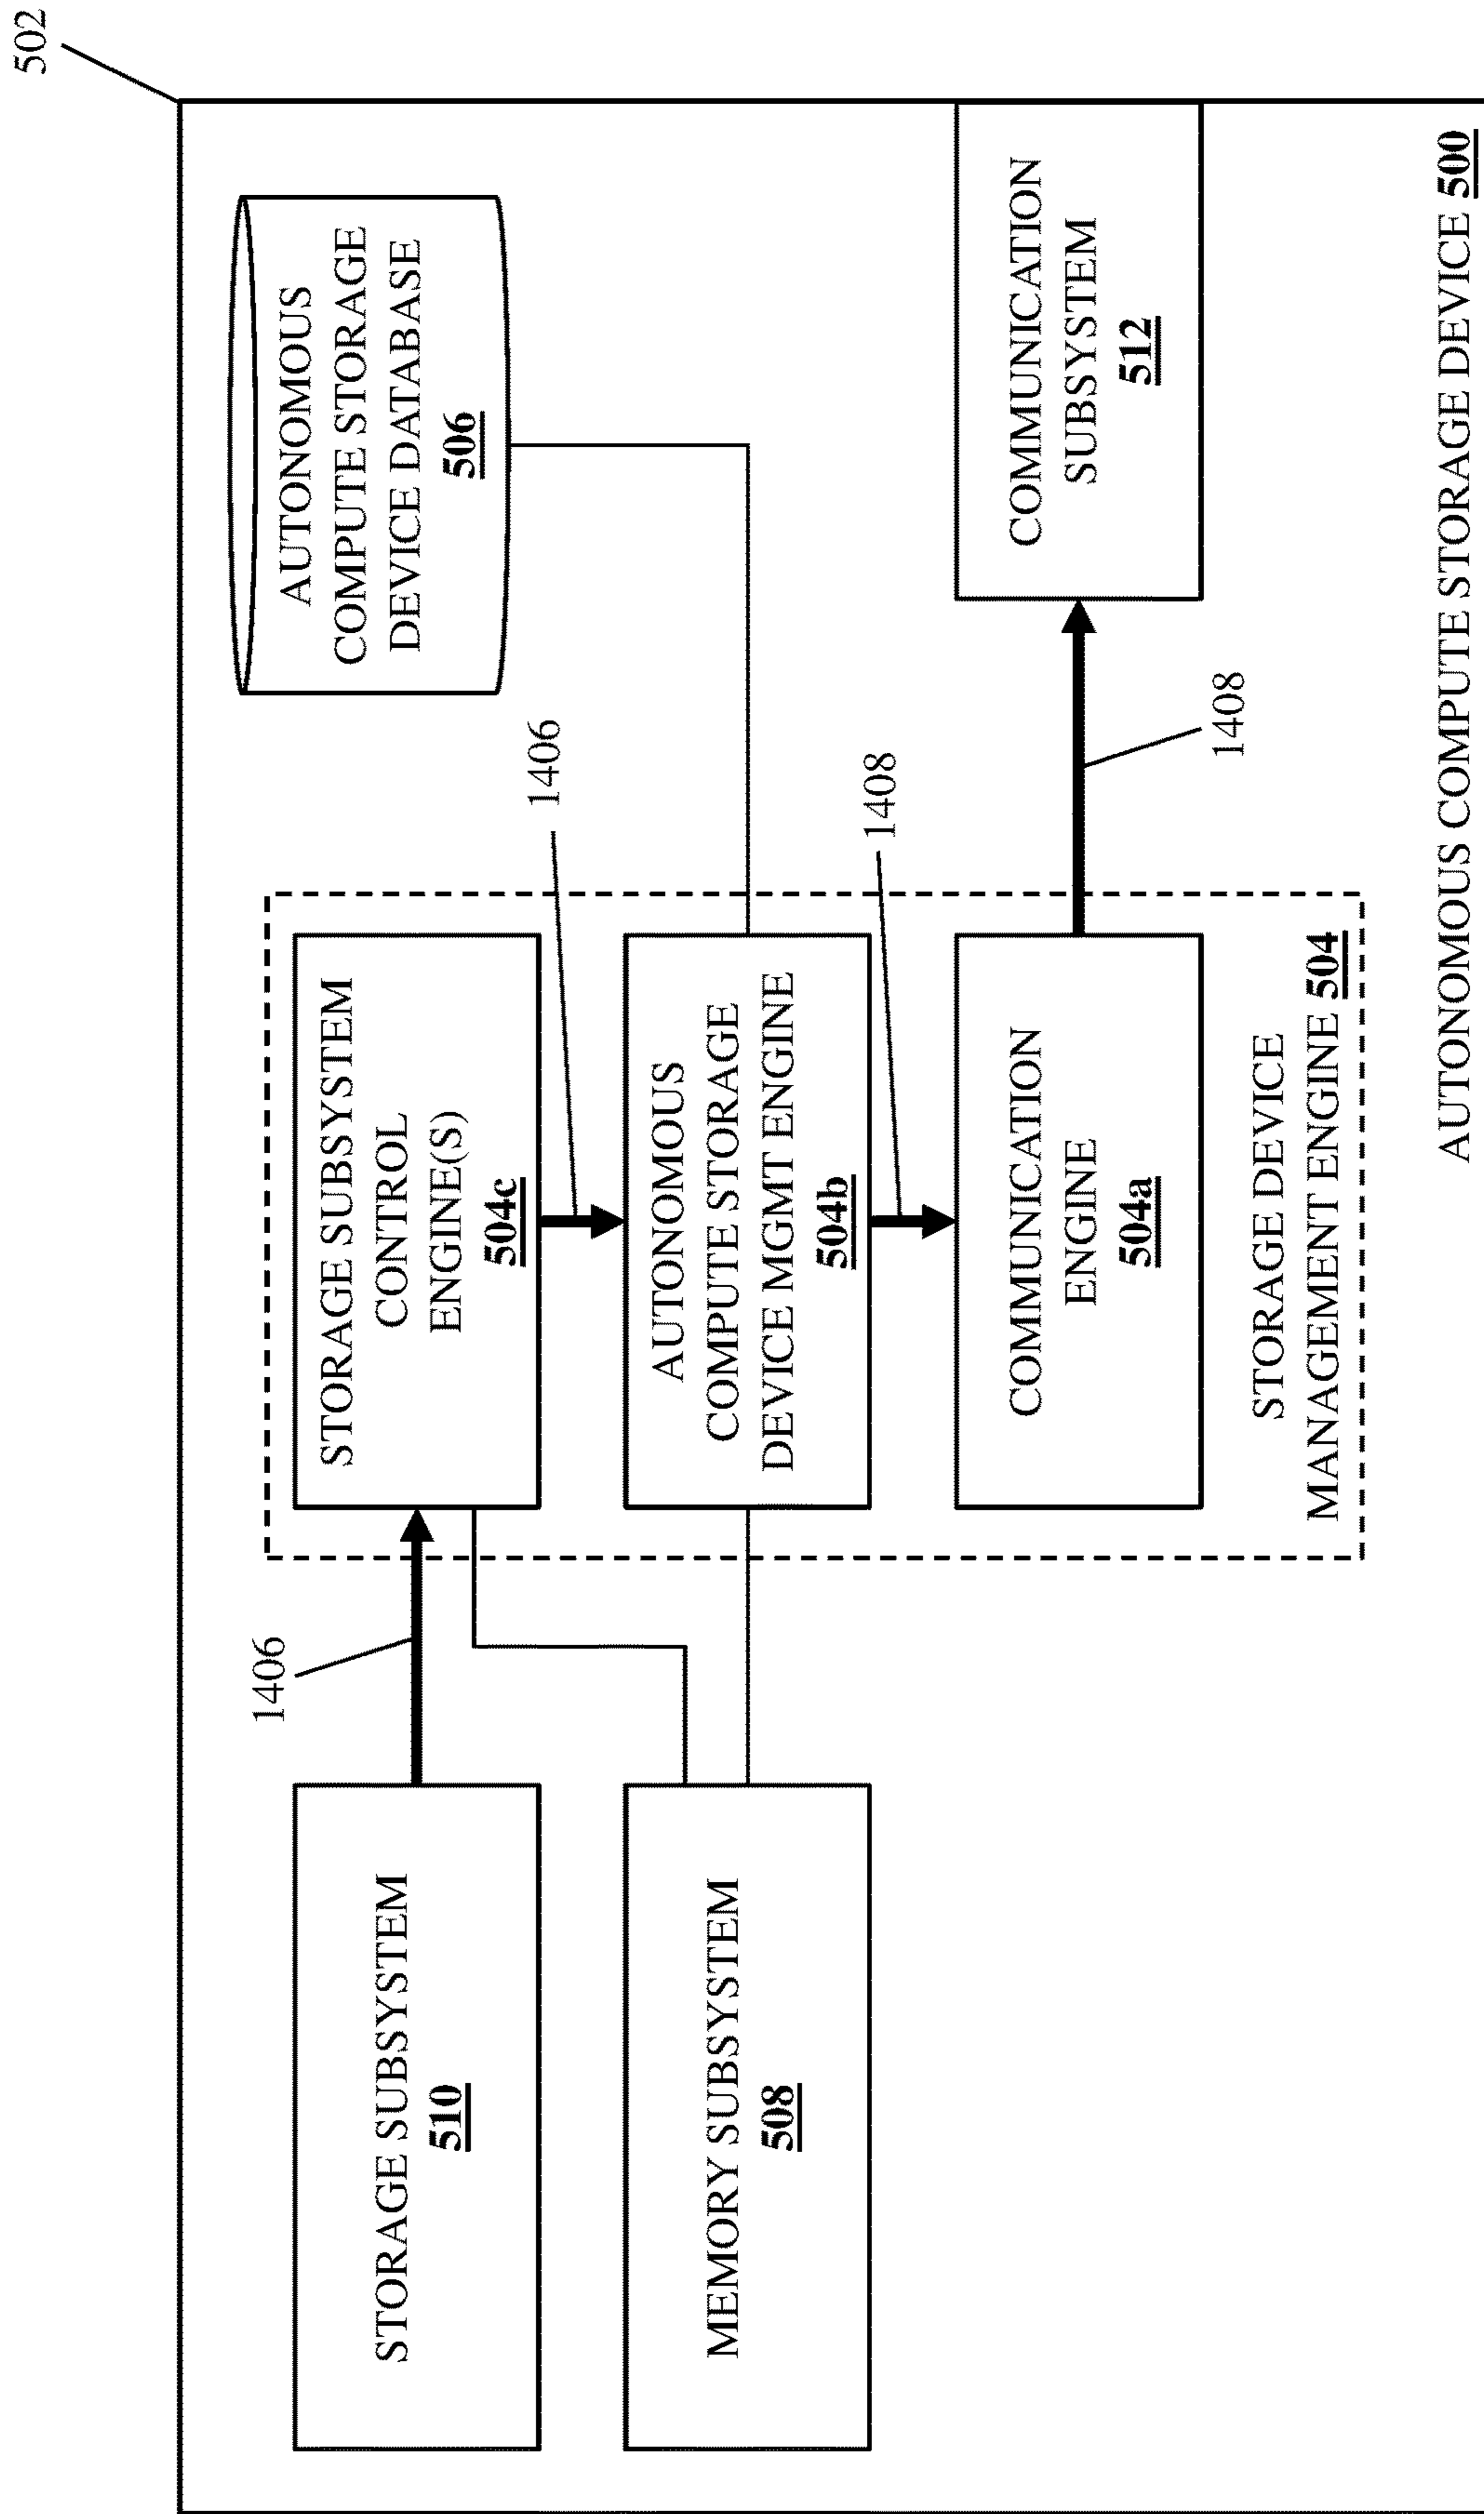 502
STORAGE SUBSYSTEM
510
1406
STORAGE SUBSYSTEM
CONTROL
ENGINE(S)
504c
AUTONOMOUS
COMPUTE STORAGE
DEVICE DATABASE
506
1406
MEMORY SUBSYSTEM
508
AUTONOMOUS
COMPUTE STORAGE
DEVICE MGMT ENGINE
504b
1408
COMMUNICATION
ENGINE
504a
1408
COMMUNICATION
SUBSYSTEM
512
STORAGE DEVICE
MANAGEMENT ENGINE 504
AUTONOMOUS COMPUTE STORAGE DEVICE 500